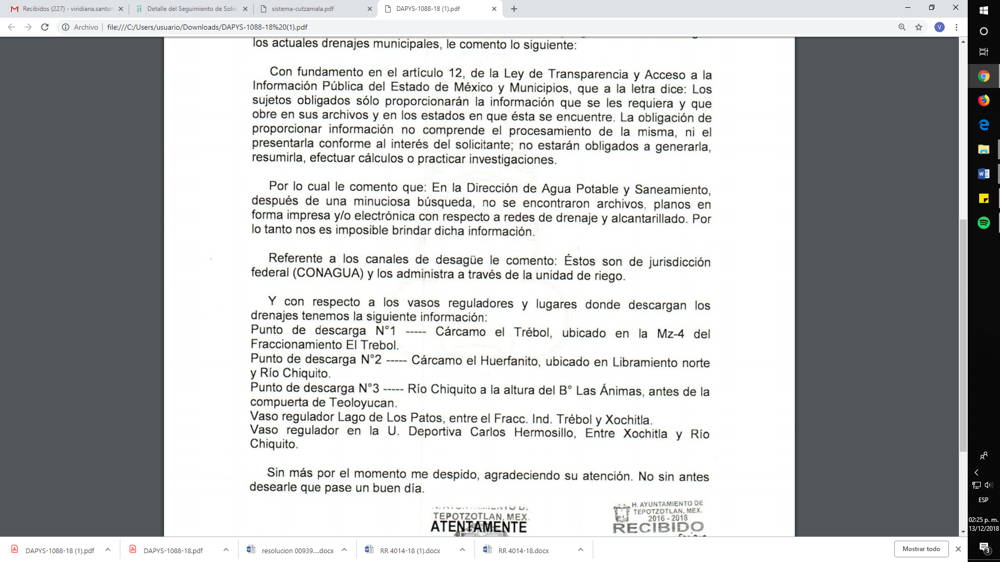 Recibidos (227) - viridiana.santan
Detalle del Seguimiento de Solici
sistema-cutzamala.pdf
DAPYS-1088-18 (1).pdf
Archivo
file:///C:/Users/usuario/Downloads/DAPYS-1088-18%20(1).pdf
V
los actuales drenajes municipales, le comento lo siguiente:
Con fundamento en el artículo 12, de la Ley de Transparencia y Acceso a la
Información Pública del Estado de México y Municipios, que a la letra dice: Los
sujetos obligados sólo proporcionarán la información que se les requiera y que
obre en sus archivos y en los estados en que ésta se encuentre. La obligación de
proporcionar información no comprende el procesamiento de la misma, ni el
presentarla conforme al interés del solicitante; no estarán obligados a generarla,
resumirla, efectuar cálculos o practicar investigaciones.
Por lo cual le comento que: En la Dirección de Agua Potable y Saneamiento,
después de una minuciosa búsqueda, no se encontraron archivos, planos en
forma impresa y/o electrónica con respecto a redes de drenaje y alcantarillado. Por
lo tanto nos es imposible brindar dicha información.
Referente a los canales de desagüe le comento: Éstos son de jurisdicción
federal (CONAGUA) y los administra a través de la unidad de riego.
Y con respecto a los vasos reguladores y lugares donde descargan los
drenajes tenemos la siguiente información:
Punto de descarga N°1 ----- Cárcamo el Trébol, ubicado en la Mz-4 del
Fraccionamiento El Trebol.
Punto de descarga N°2 ----- Cárcamo el Huerfanito, ubicado en Libramiento norte
y Río Chiquito.
Punto de descarga N°3 ----- Río Chiquito a la altura del B° Las Ánimas, antes de la
compuerta de Teoloyucan.
Vaso regulador Lago de Los Patos, entre el Fracc. Ind. Trébol y Xochitla.
Vaso regulador en la U. Deportiva Carlos Hermosillo, Entre Xochitla y Río
Chiquito.
Sin más por el momento me despido, agradeciendo su atención. No sin antes
desearle que pase un buen día.
TEPOTZOTLAN, MEX.
ATENTAMENTE
H. AYUNTAMIENTO DE
TEPOTZOTLAN, MEX.
2016 - 2018
RECIBIDO
DAPYS-1088-18 (1).pdf
DAPYS-1088-18.pdf
resolucion 00939....docx
RR 4014-18 (1).docx
RR 4014-18.docx
Mostrar todo
ESP
02:25 p. m.
13/12/2018
3